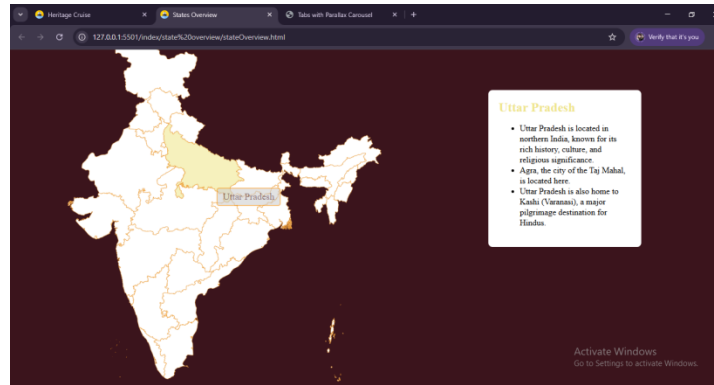 Heritage Cruise
States Overview
Tabs with Parallax Carousel
127.0.0.1:5501/index/state%20overview/stateOverview.html
Verify that it's you
Uttar Pradesh
Uttar Pradesh is located in
northern India, known for its
rich history, culture, and
religious significance.
Agra, the city of the Taj Mahal,
is located here.
Uttar Pradesh is also home to
Kashi (Varanasi), a major
pilgrimage destination for
Hindus.
Uttar Pradesh
Activate Windows
Go to Settings to activate Windows.